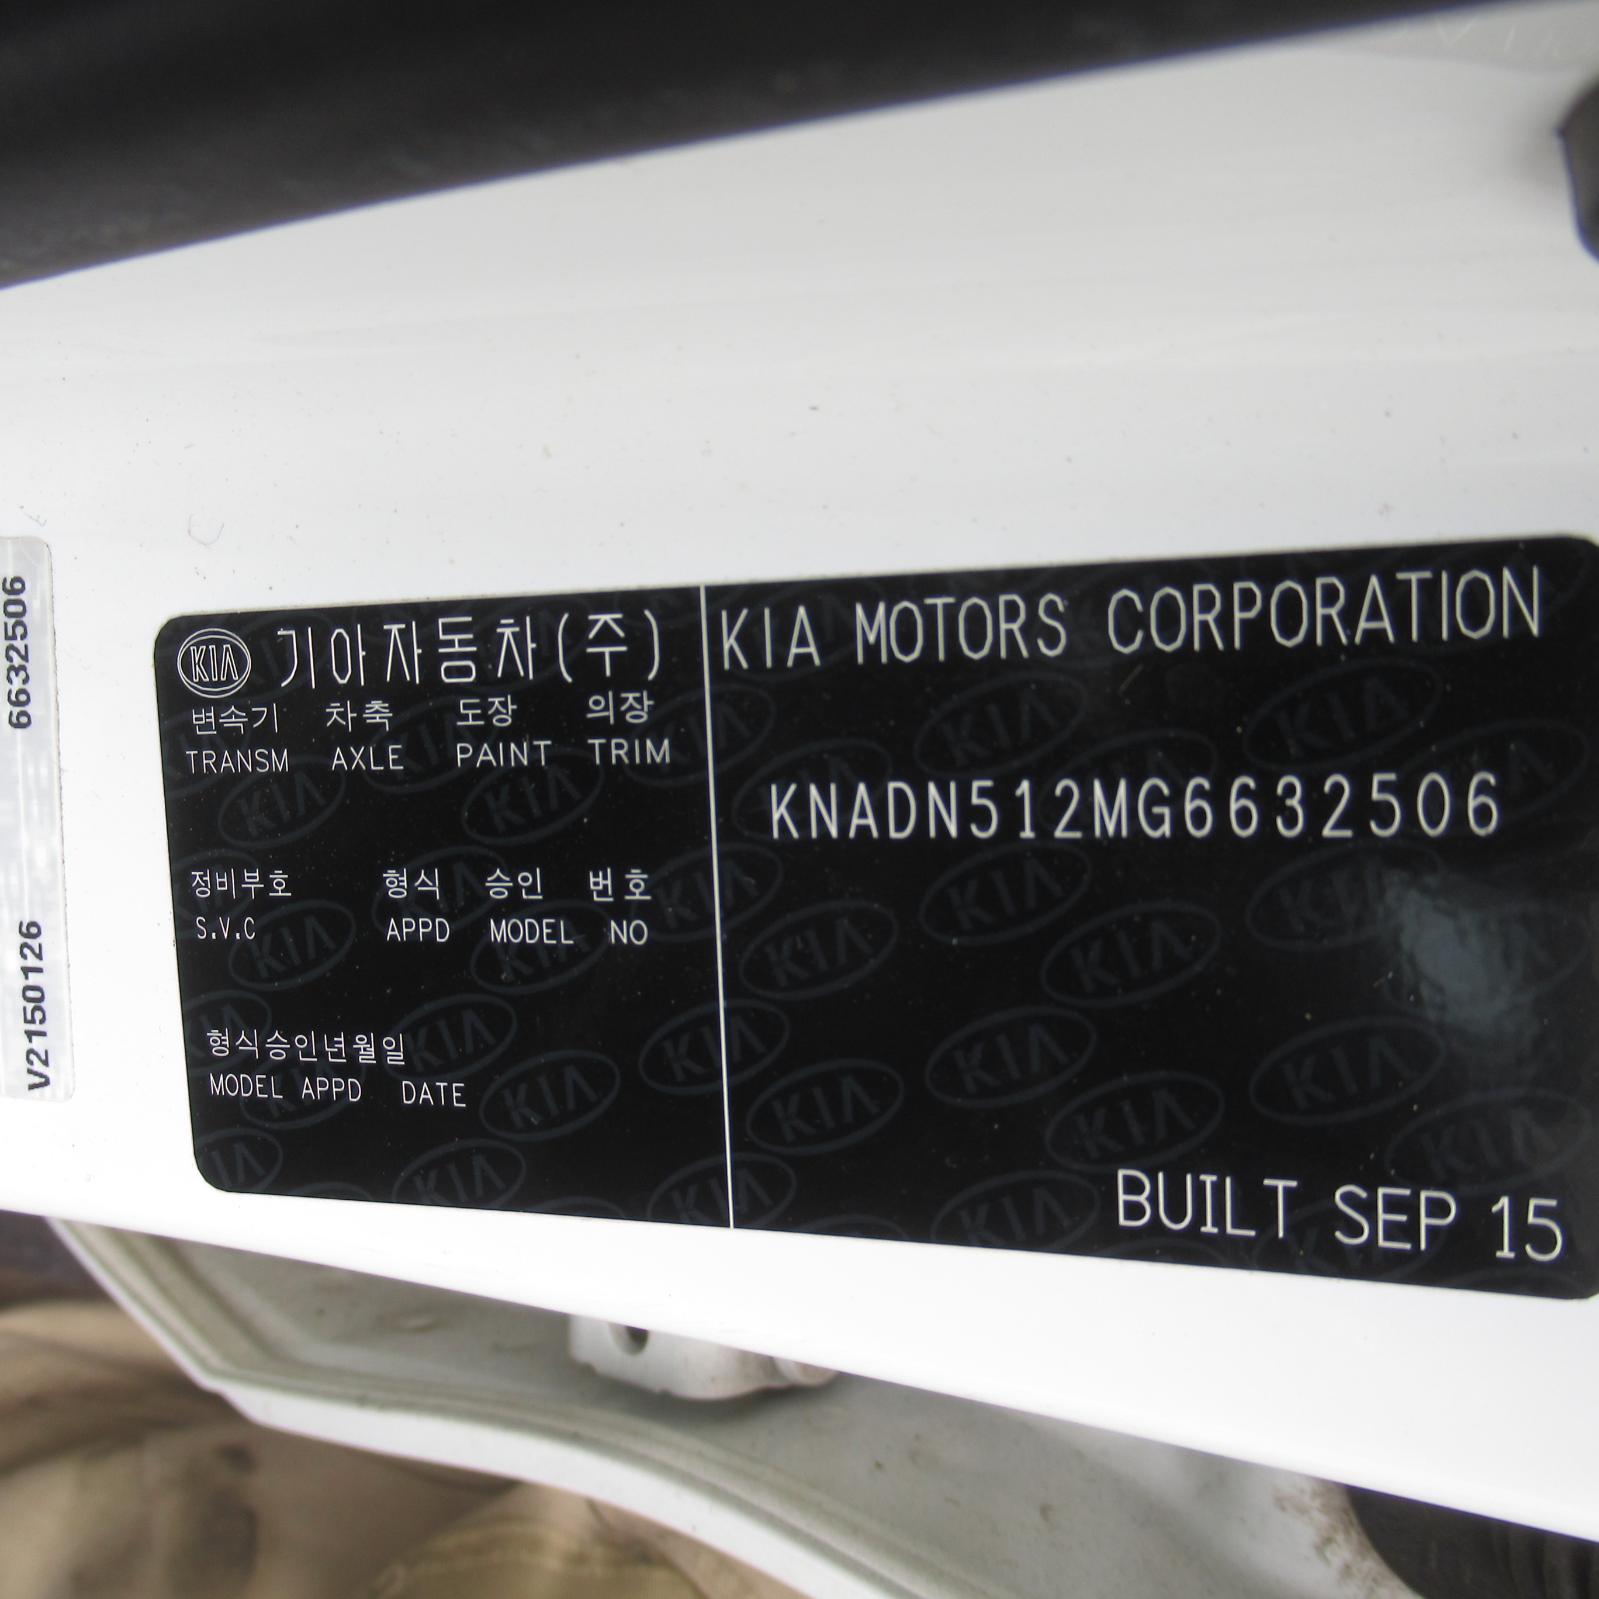 KIA 기아자동차(주)
변속기 차축 도장 의장
TRANSM AXLE PAINT TRIM
정비부호 형식 승인 번호
S.V.C APPD MODEL NO
형식승인년월일
MODEL APPD DATE
KIA MOTORS CORPORATION
KNADN512MG6632506
BUILT SEP 15
V2150126 6632506